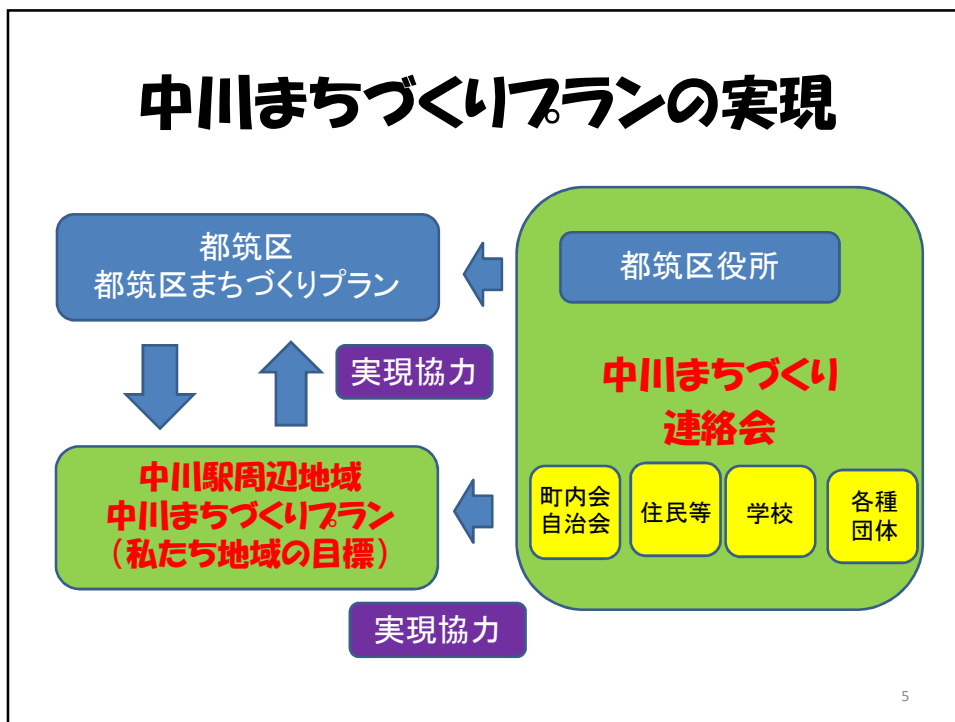 中川まちづくりプランの実現
都筑区
都筑区まちづくりプラン
都筑区役所
実現協力
中川まちづくり
連絡会
中川駅周辺地域
中川まちづくりプラン
（私たち地域の目標）
町内会
自治会
住民等
学校
各種
団体
実現協力
5